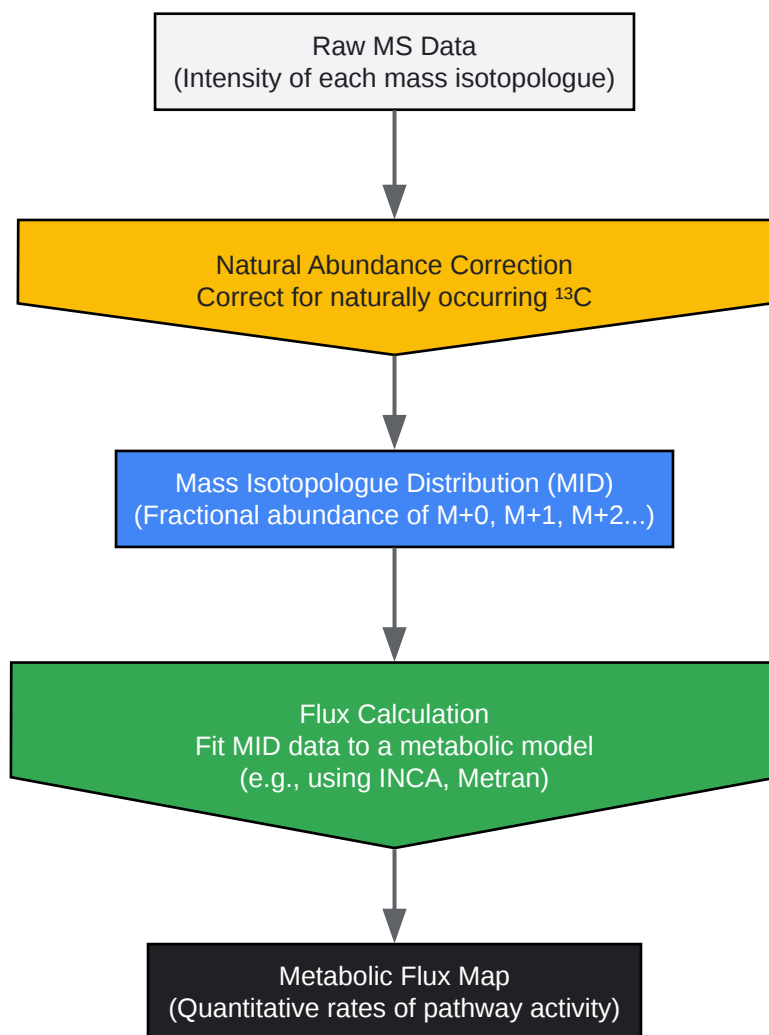 Raw MS Data
(Intensity of each mass isotopologue)
Natural Abundance Correction
Correct for naturally occurring ¹³C
Mass Isotopologue Distribution (MID)
(Fractional abundance of M+0, M+1, M+2...)
Flux Calculation
Fit MID data to a metabolic model
(e.g., using INCA, Metran)
Metabolic Flux Map
(Quantitative rates of pathway activity)